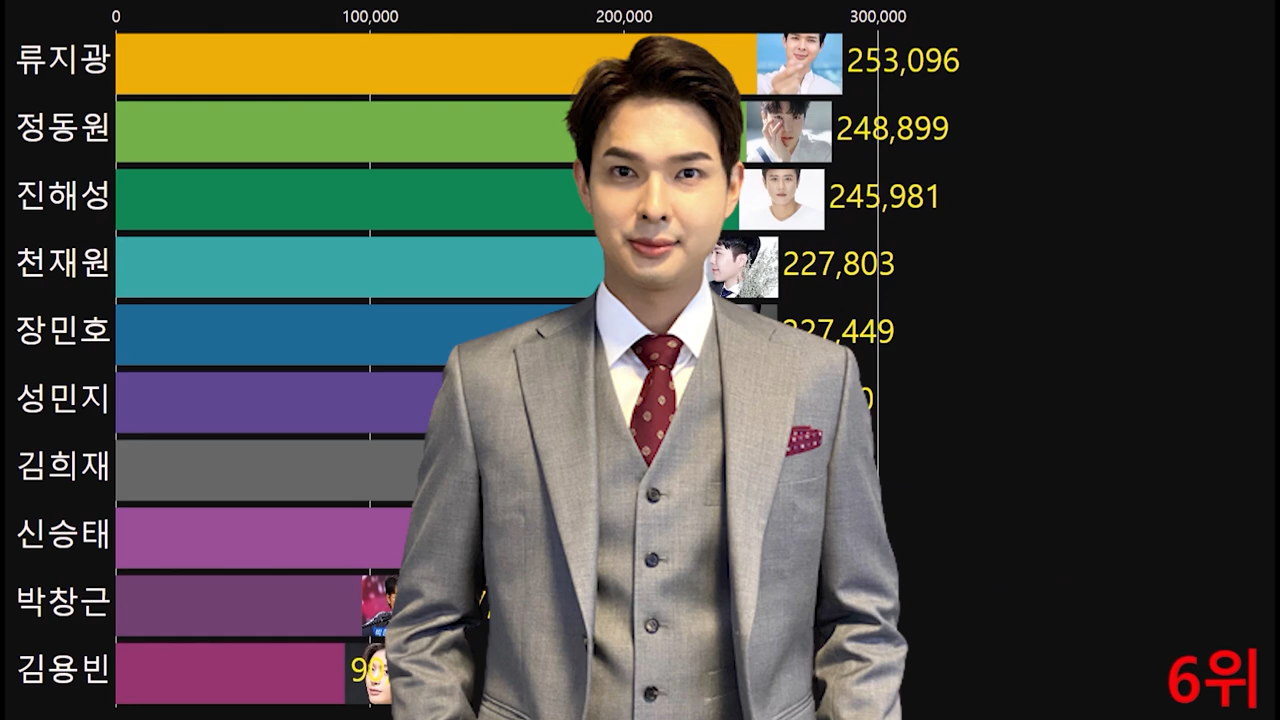 0 100,000 200,000 300,000
류지광 253,096
정동원 248,899
진해성 245,981
천재원 227,803
장민호 227,449
성민지
김희재
신승태
박창근
김용빈
6위